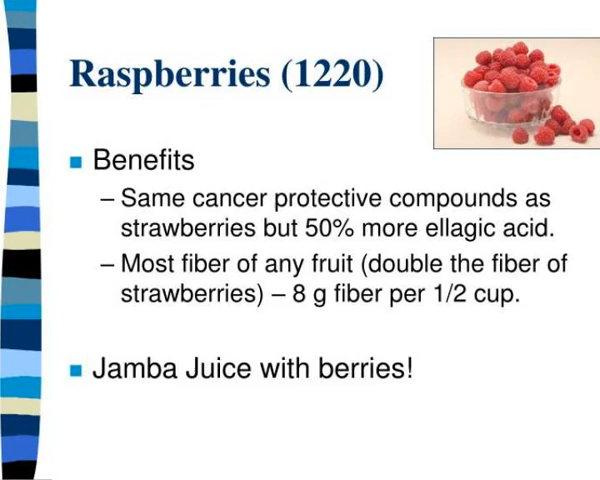 Raspberries (1220)
Benefits
– Same cancer protective compounds as
strawberries but 50% more ellagic acid.
– Most fiber of any fruit (double the fiber of
strawberries) – 8 g fiber per 1/2 cup.
Jamba Juice with berries!